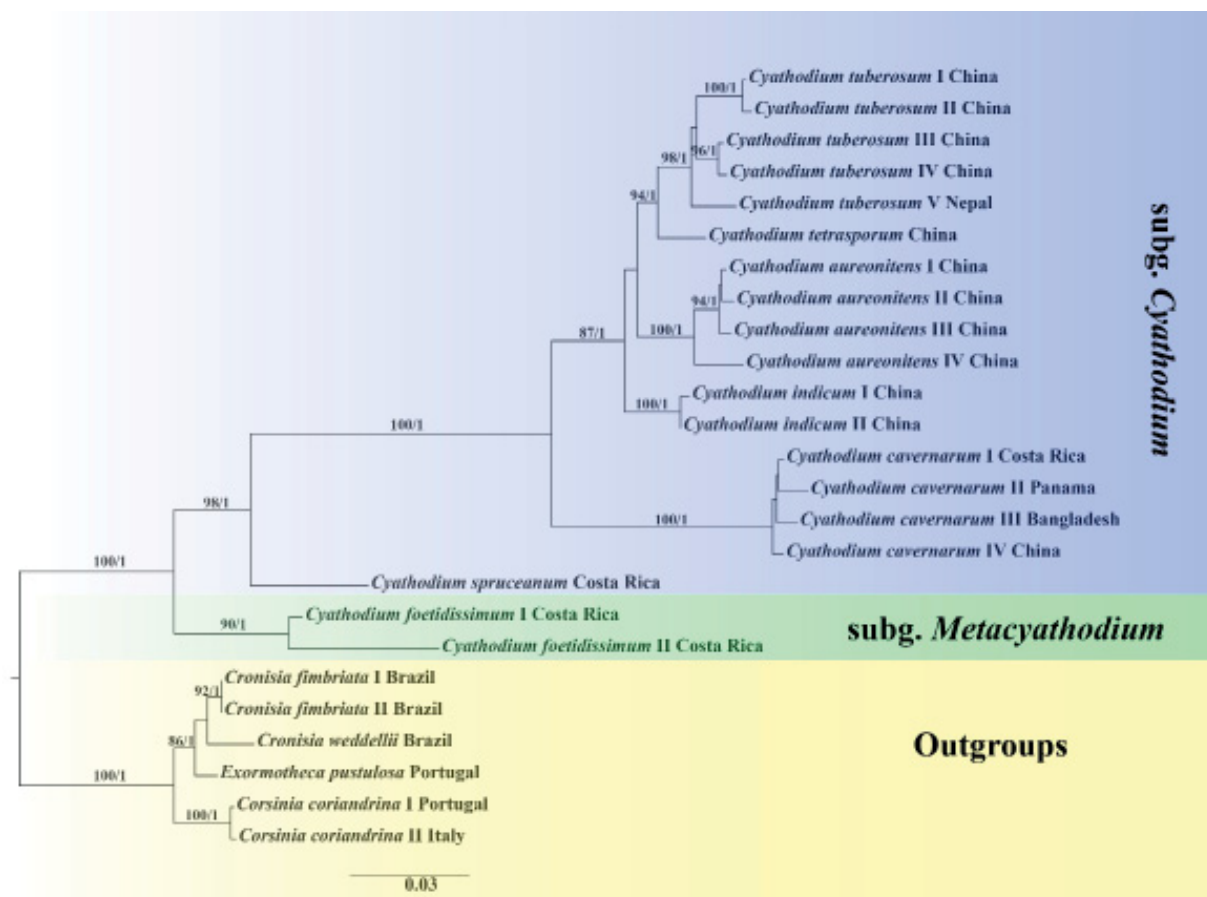 100/1
Cyathodium tuberosum I China
Cyathodium tuberosum II China
98/1
96/1
Cyathodium tuberosum III China
Cyathodium tuberosum IV China
Cyathodium tuberosum V Nepal
94/1
Cyathodium tetrasporum China
Cyathodium aureonitens I China
94/1
Cyathodium aureonitens II China
100/1
Cyathodium aureonitens III China
87/1
Cyathodium aureonitens IV China
100/1
Cyathodium indicum I China
Cyathodium indicum II China
100/1
Cyathodium cavernarum I Costa Rica
Cyathodium cavernarum II Panama
100/1
Cyathodium cavernarum III Bangladesh
Cyathodium cavernarum IV China
98/1
100/1
Cyathodium spruceanum Costa Rica
subg. Cyathodium
90/1
Cyathodium foetidissimum I Costa Rica
Cyathodium foetidissimum II Costa Rica
subg. Metacyathodium
92/1
Cronisia fimbriata I Brazil
Cronisia fimbriata II Brazil
86/1
Cronisia weddellii Brazil
Exormotheca pustulosa Portugal
100/1
100/1
Corsinia coriandrina I Portugal
Corsinia coriandrina II Italy
Outgroups
0.03